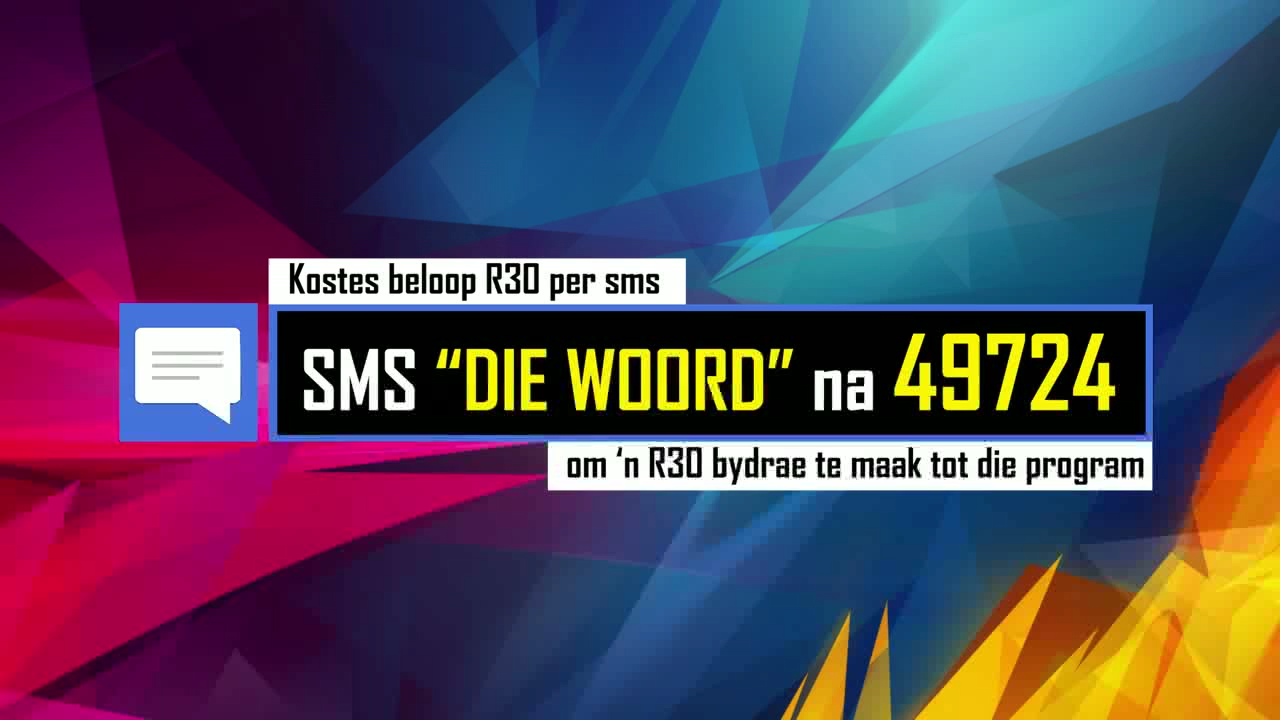 Kostes beloop R30 per sms
SMS “DIE WOORD” na 49724
om ‘n R30 bydrae te maak tot die program